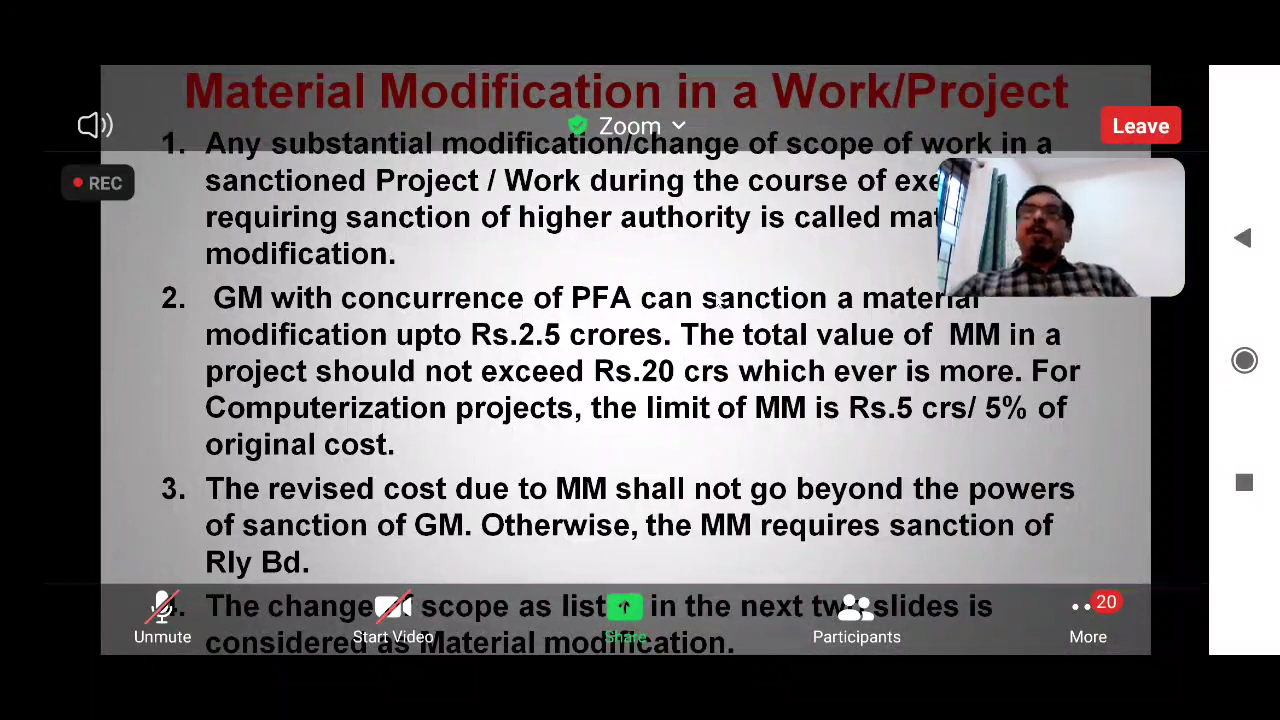 Material Modification in a Work/Project
Zoom
Leave
REC
1. Any substantial modification/change of scope of work in a
sanctioned Project / Work during the course of exe
requiring sanction of higher authority is called mat
modification.
2. GM with concurrence of PFA can sanction a material
modification upto Rs.2.5 crores. The total value of MM in a
project should not exceed Rs.20 crs which ever is more. For
Computerization projects, the limit of MM is Rs.5 crs/ 5% of
original cost.
3. The revised cost due to MM shall not go beyond the powers
of sanction of GM. Otherwise, the MM requires sanction of
Rly Bd.
4. The change of scope as listed in the next two slides is
considered as Material modification.
20
Unmute
Start Video
Share
Participants
More